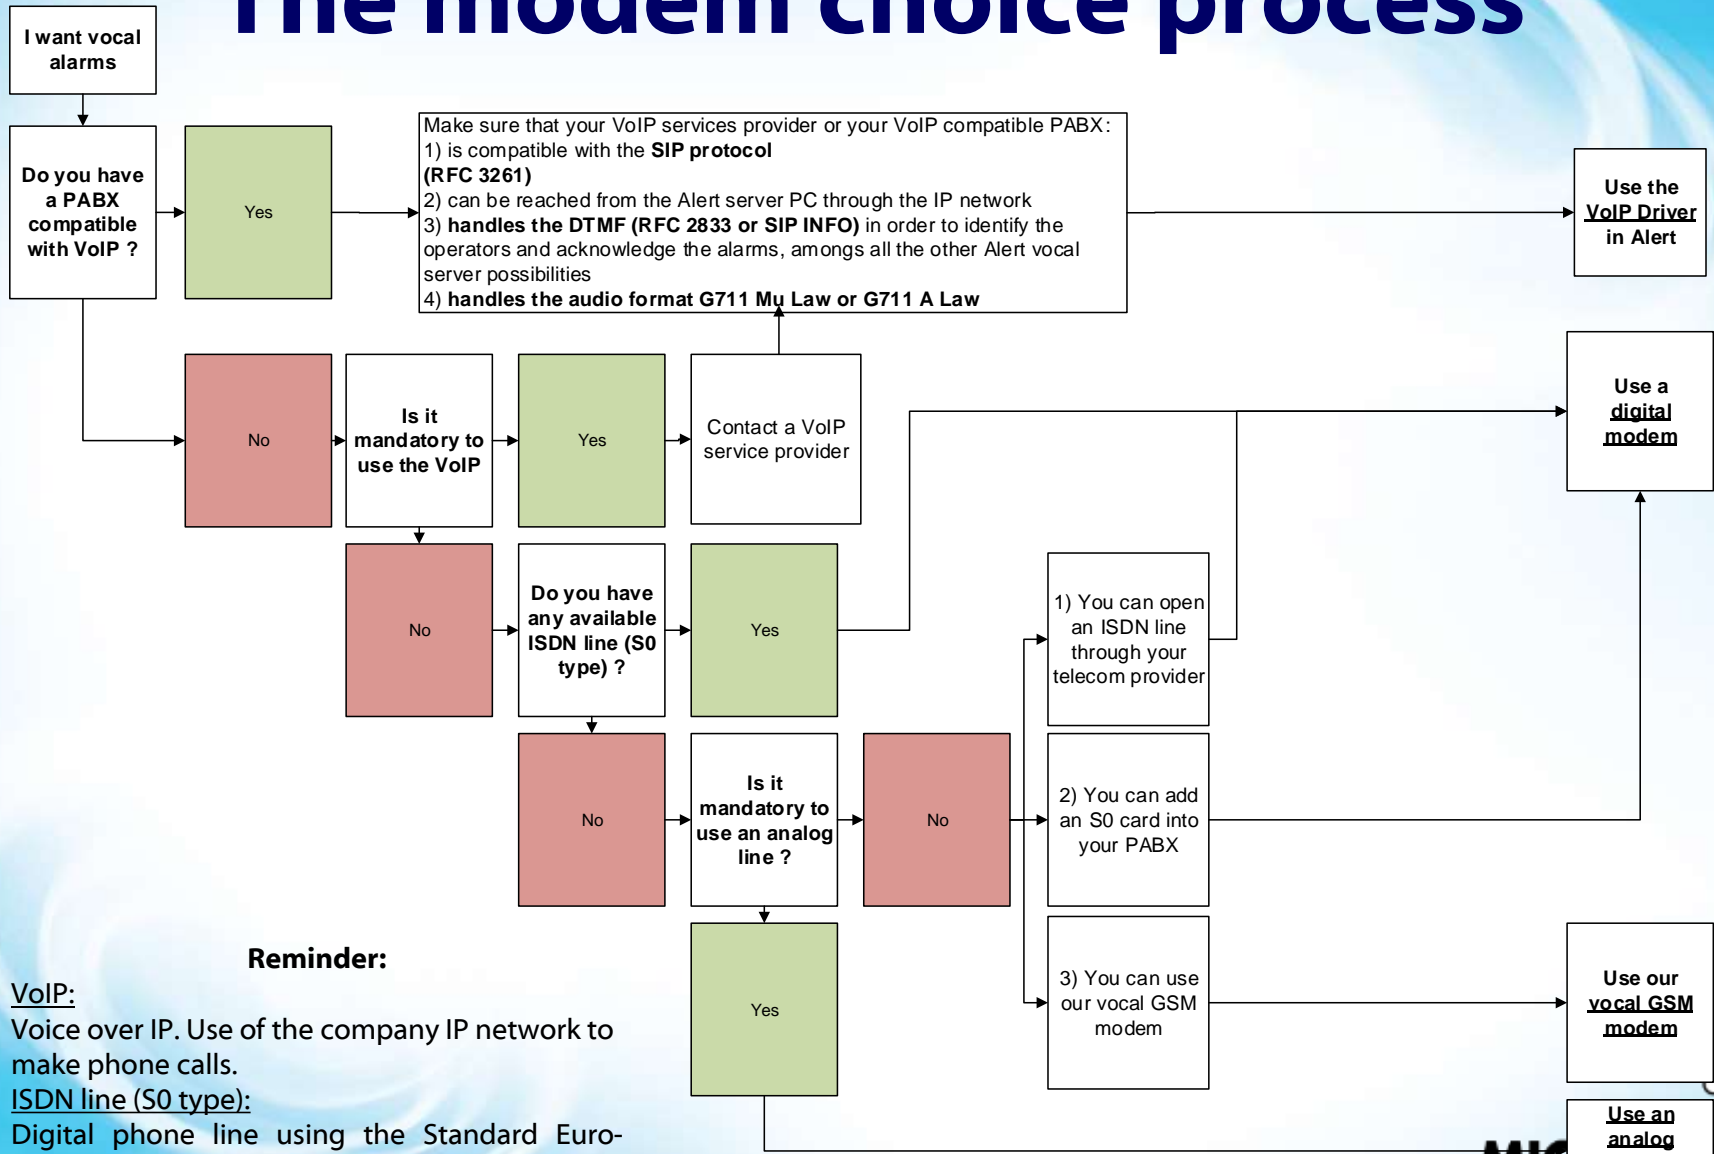 The modem choice process
I want vocal
alarms
Do you have
a PABX
compatible
with VoIP ?
Yes
Make sure that your VoIP services provider or your VoIP compatible PABX:
1) is compatible with the SIP protocol
(RFC 3261)
2) can be reached from the Alert server PC through the IP network
3) handles the DTMF (RFC 2833 or SIP INFO) in order to identify the
operators and acknowledge the alarms, amongs all the other Alert vocal
server possibilities
4) handles the audio format G711 Mu Law or G711 A Law
Use the
VoIP Driver
in Alert
No
Is it
mandatory to
use the VoIP
Yes
Contact a VoIP
service provider
Use a
digital
modem
No
Do you have
any available
ISDN line (S0
type) ?
Yes
1) You can open
an ISDN line
through your
telecom provider
No
Is it
mandatory to
use an analog
line ?
No
2) You can add
an S0 card into
your PABX
Yes
3) You can use
our vocal GSM
modem
Use our
vocal GSM
modem
Use an
analog
Reminder:
VoIP:
Voice over IP. Use of the company IP network to
make phone calls.
ISDN line (S0 type):
Digital phone line using the Standard Euro-